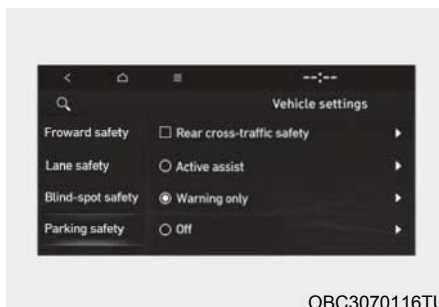 --:--
Vehicle settings
Froward safety
Rear cross-traffic safety
Lane safety
Active assist
Blind-spot safety
Warning only
Parking safety
Off
OBC3070116TU